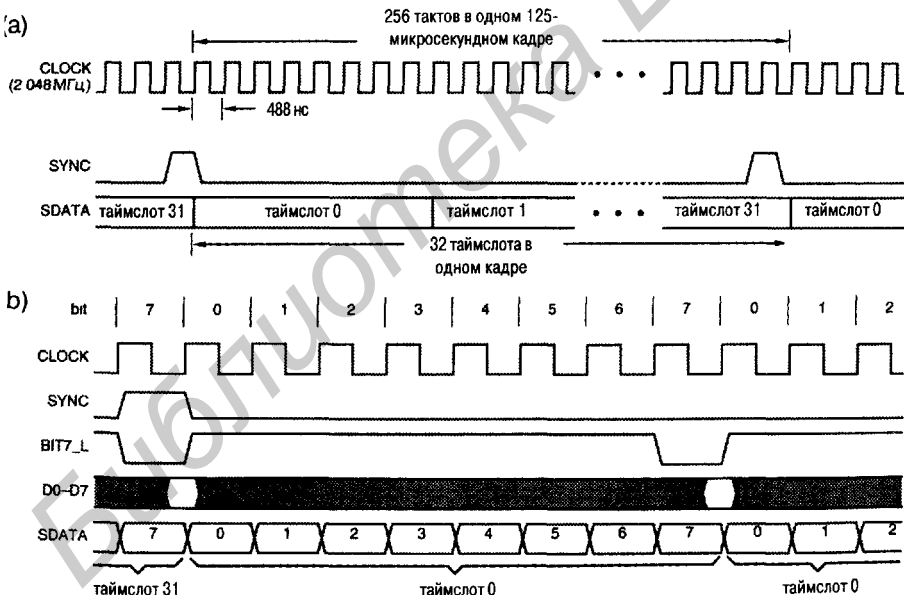 (a)
256 тактов в одном 125-
микросекундном кадре
CLOCK
(2 048МГц)
488 нс
SYNC
SDATA таймслот 31 таймслот 0 таймслот 1 • • • таймслот 31 таймслот 0
32 таймслота в
одном кадре
b)
bit 7 0 1 2 3 4 5 6 7 0 1 2
CLOCK
SYNC
BIT7_L
D0–D7
SDATA 7 0 1 2 3 4 5 6 7 0 1 2
таймслот 31 таймслот 0 таймслот 0
Библиотека